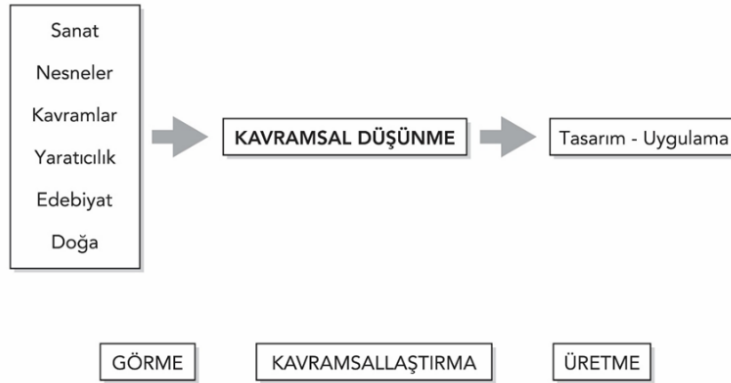 Sanat
Nesneler
Kavramlar
Yaratıcılık
Edebiyat
Doğa
KAVRAMSAL DÜŞÜNME
Tasarım - Uygulama
GÖRME
KAVRAMSALLAŞTIRMA
ÜRETME